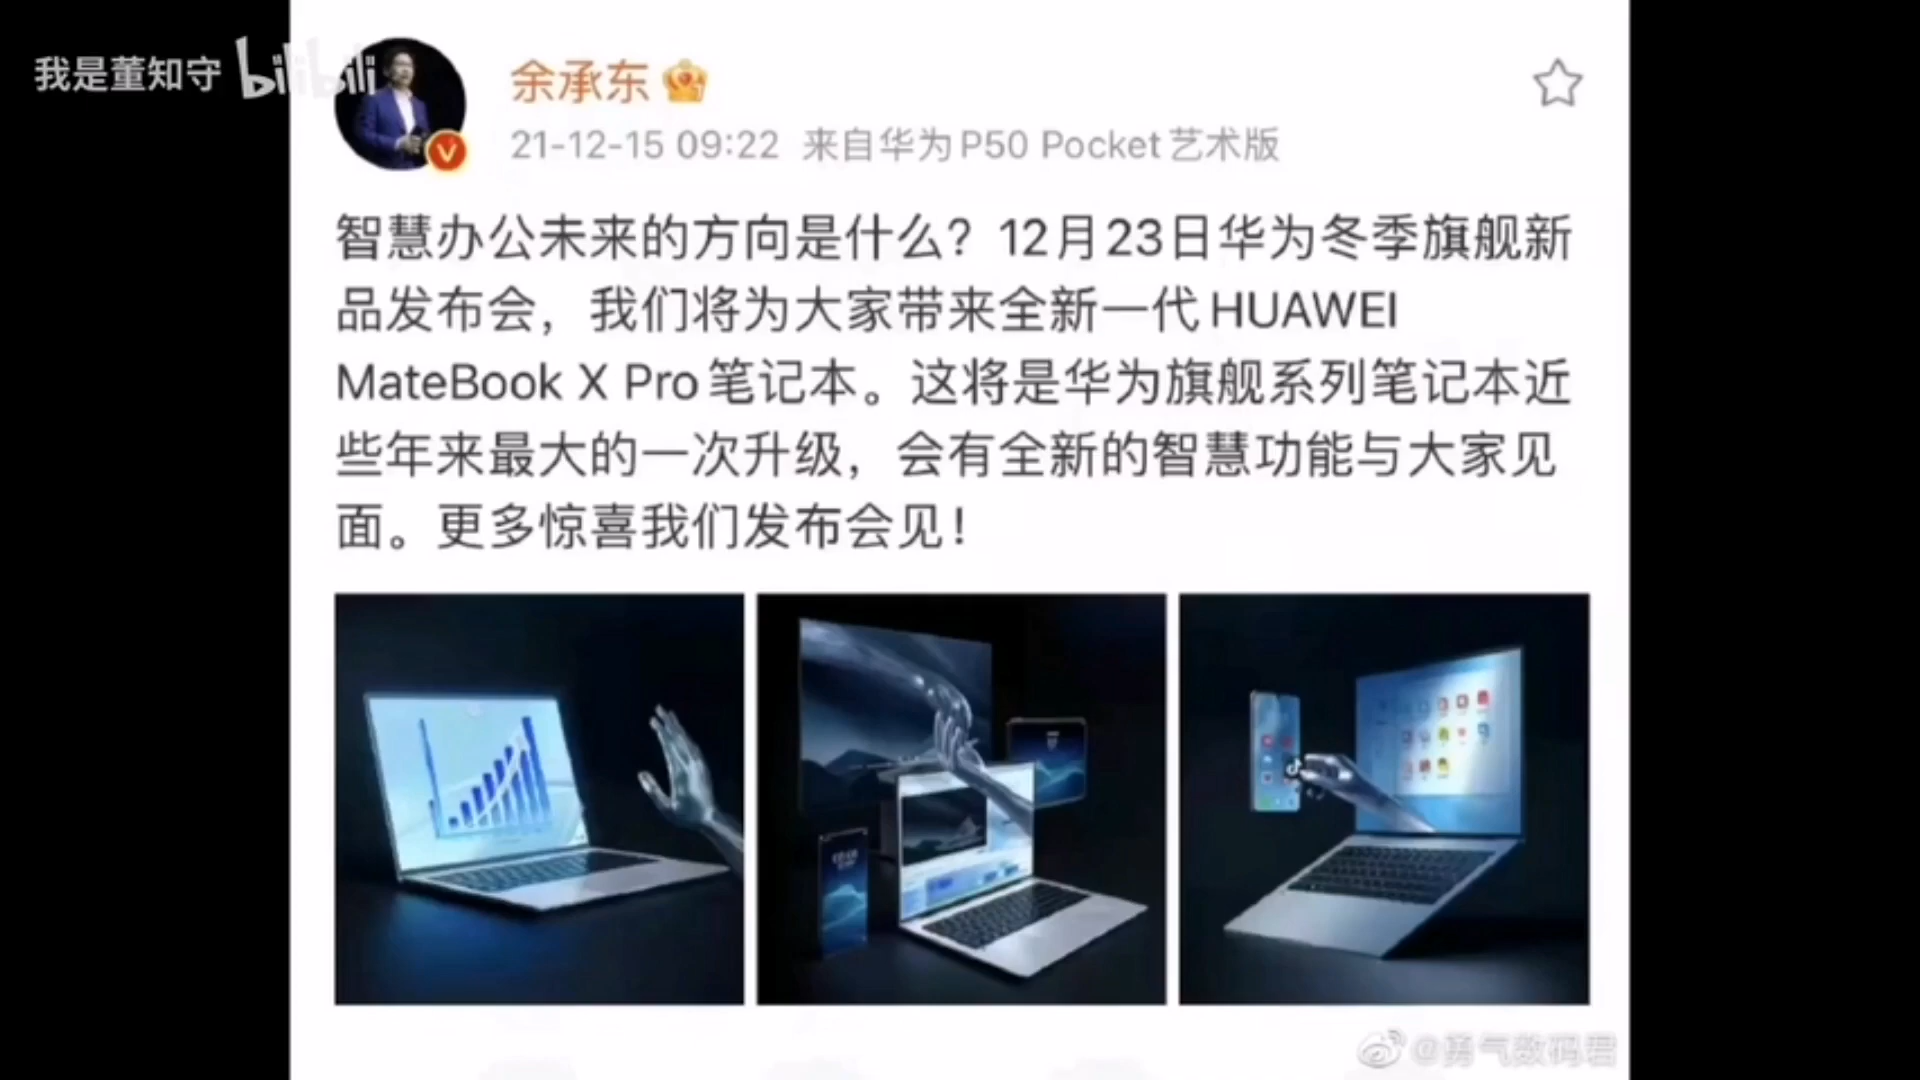 我是董知守 bilibili
余承东
21-12-15 09:22 来自华为P50 Pocket艺术版
智慧办公未来的方向是什么？12月23日华为冬季旗舰新
品发布会，我们将为大家带来全新一代HUAWEI
MateBook X Pro笔记本。这将是华为旗舰系列笔记本近
些年来最大的一次升级，会有全新的智慧功能与大家见
面。更多惊喜我们发布会见！
@勇气数码君